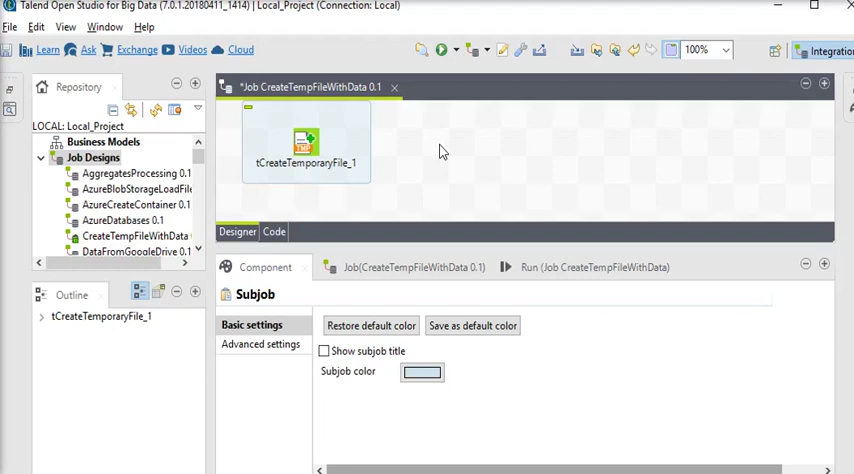 Talend Open Studio for Big Data (7.0.1.20180411_1414) | Local_Project (Connection: Local)
File Edit View Window Help
Learn Ask Exchange Videos Cloud 100% Integration
Repository *Job CreateTempFileWithData 0.1
LOCAL: Local_Project
Business Models
Job Designs
AggregatesProcessing 0.1
AzureBlobStorageLoadFile
AzureCreateContainer 0.1
AzureDatabases 0.1
CreateTempFileWithData
DataFromGoogleDrive 0.1
TMP
tCreateTemporaryFile_1
Designer Code
Outline
tCreateTemporaryFile_1
Component Job(CreateTempFileWithData 0.1) Run (Job CreateTempFileWithData)
Subjob
Basic settings
Advanced settings
Restore default color Save as default color
Show subjob title
Subjob color